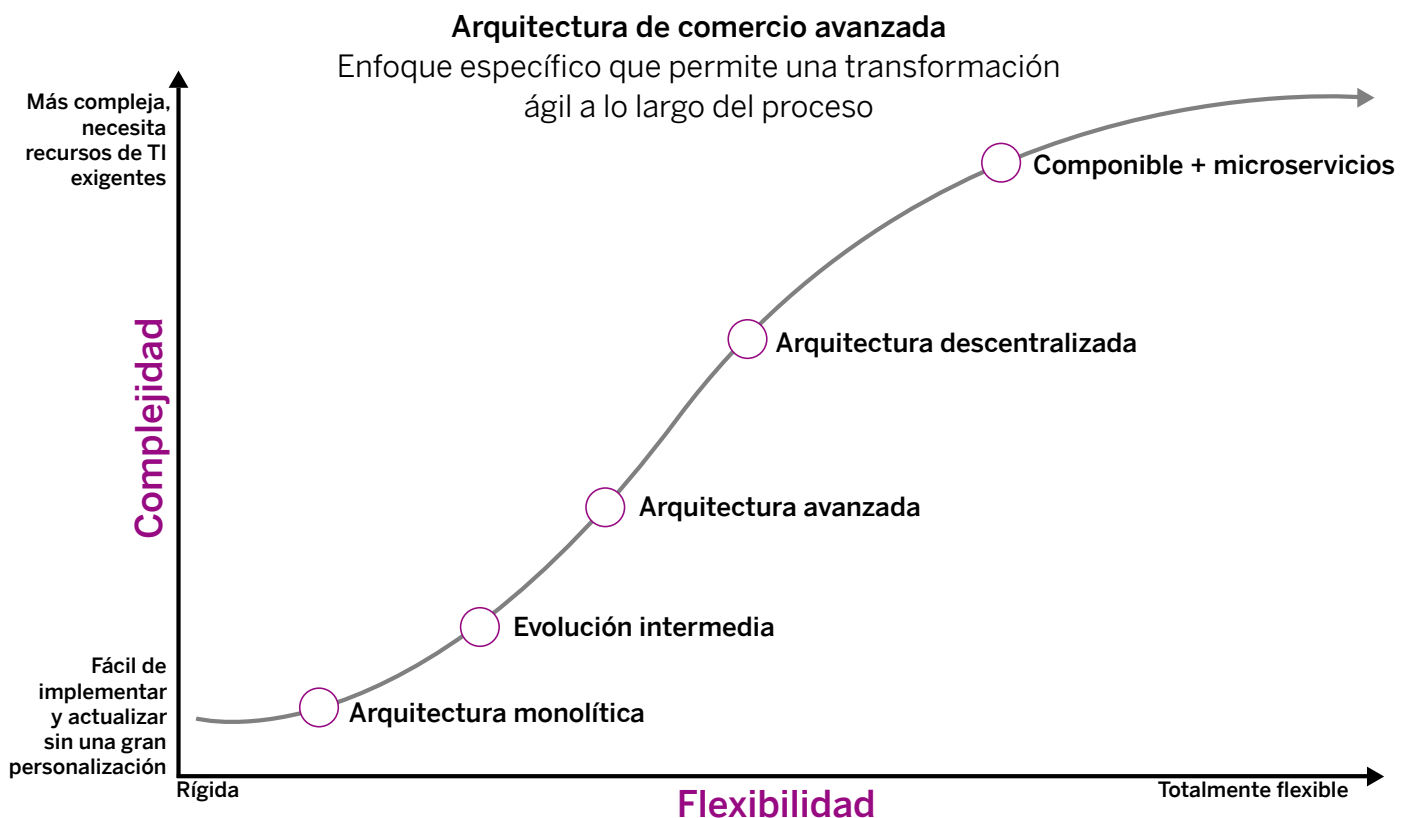 Arquitectura de comercio avanzada
Enfoque específico que permite una transformación
ágil a lo largo del proceso
Más compleja,
necesita
recursos de TI
exigentes
Componible + microservicios
Arquitectura descentralizada
Complejidad
Arquitectura avanzada
Evolución intermedia
Fácil de
implementar
y actualizar
sin una gran
personalización
Arquitectura monolítica
Rígida
Flexibilidad
Totalmente flexible